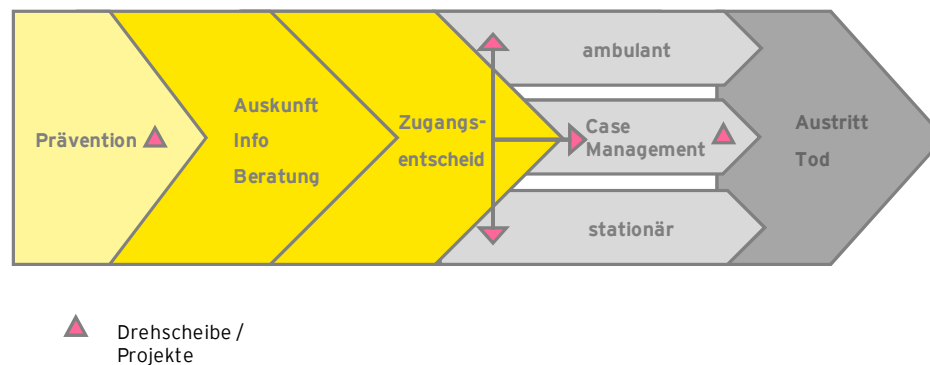 Prävention
Auskunft
Info
Beratung
Zugangs-
entscheid
ambulant
Case
Management
stationär
Austritt
Tod
Drehscheibe /
Projekte